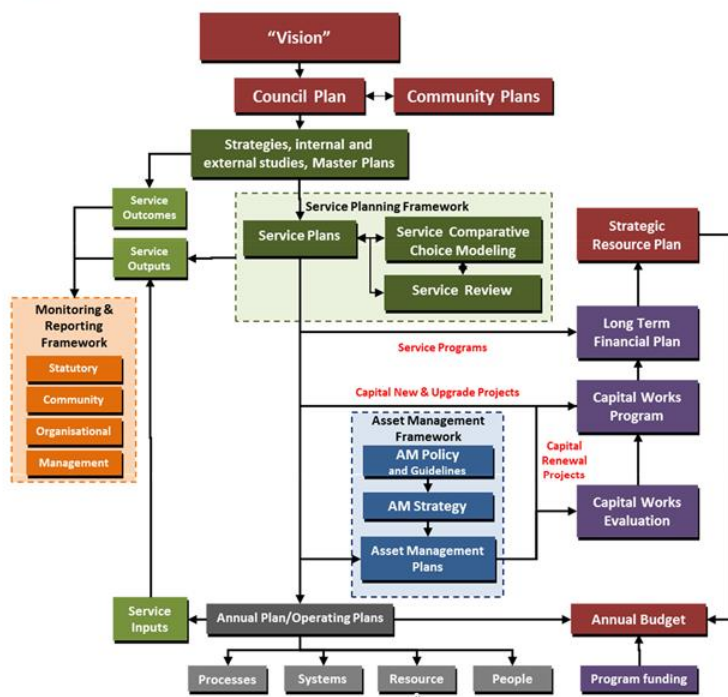 “Vision”
Council Plan
Community Plans
Strategies, internal and
external studies, Master Plans
Service
Outcomes
Service Planning Framework
Service Plans
Service Comparative
Choice Modeling
Service Review
Strategic
Resource Plan
Service
Outputs
Monitoring &
Reporting
Framework
Statutory
Community
Organisational
Management
Service Programs
Long Term
Financial Plan
Capital New & Upgrade Projects
Capital Works
Program
Asset Management
Framework
AM Policy
and Guidelines
AM Strategy
Asset Management
Plans
Capital
Renewal
Projects
Capital Works
Evaluation
Service
Inputs
Annual Plan/Operating Plans
Annual Budget
Processes
Systems
Resource
People
Program funding